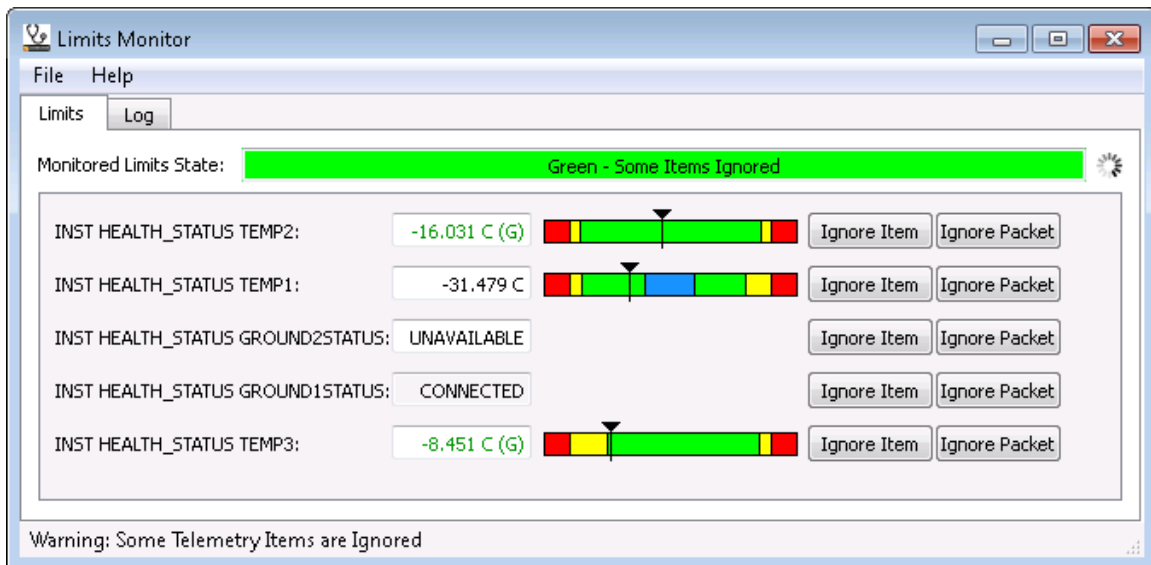 Limits Monitor
File Help
Limits Log
Monitored Limits State: Green - Some Items Ignored
INST HEALTH_STATUS TEMP2: -16.031 C (G) Ignore Item Ignore Packet
INST HEALTH_STATUS TEMP1: -31.479 C Ignore Item Ignore Packet
INST HEALTH_STATUS GROUND2STATUS: UNAVAILABLE Ignore Item Ignore Packet
INST HEALTH_STATUS GROUND1STATUS: CONNECTED Ignore Item Ignore Packet
INST HEALTH_STATUS TEMP3: -8.451 C (G) Ignore Item Ignore Packet
Warning: Some Telemetry Items are Ignored